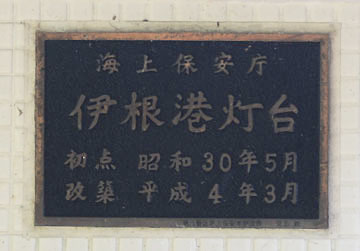 海上保安庁
伊根港灯台
初点 昭和30年5月
改築 平成4年3月